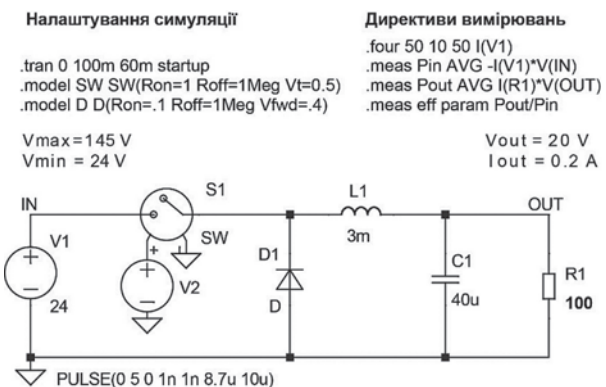 Налаштування симуляції
Директиви вимірювань
.tran 0 100m 60m startup
.model SW SW(Ron=1 Roff=1Meg Vt=0.5)
.model D D(Ron=.1 Roff=1Meg Vfwd=.4)
.four 50 10 50 I(V1)
.meas Pin AVG -I(V1)*V(IN)
.meas Pout AVG I(R1)*V(OUT)
.meas eff param Pout/Pin
Vmax=145 V
Vmin = 24 V
Vout = 20 V
Iout = 0.2 A
IN
S1
L1
OUT
SW
3m
V1
D1
C1
R1
V2
24
D
40u
100
PULSE(0 5 0 1n 1n 8.7u 10u)